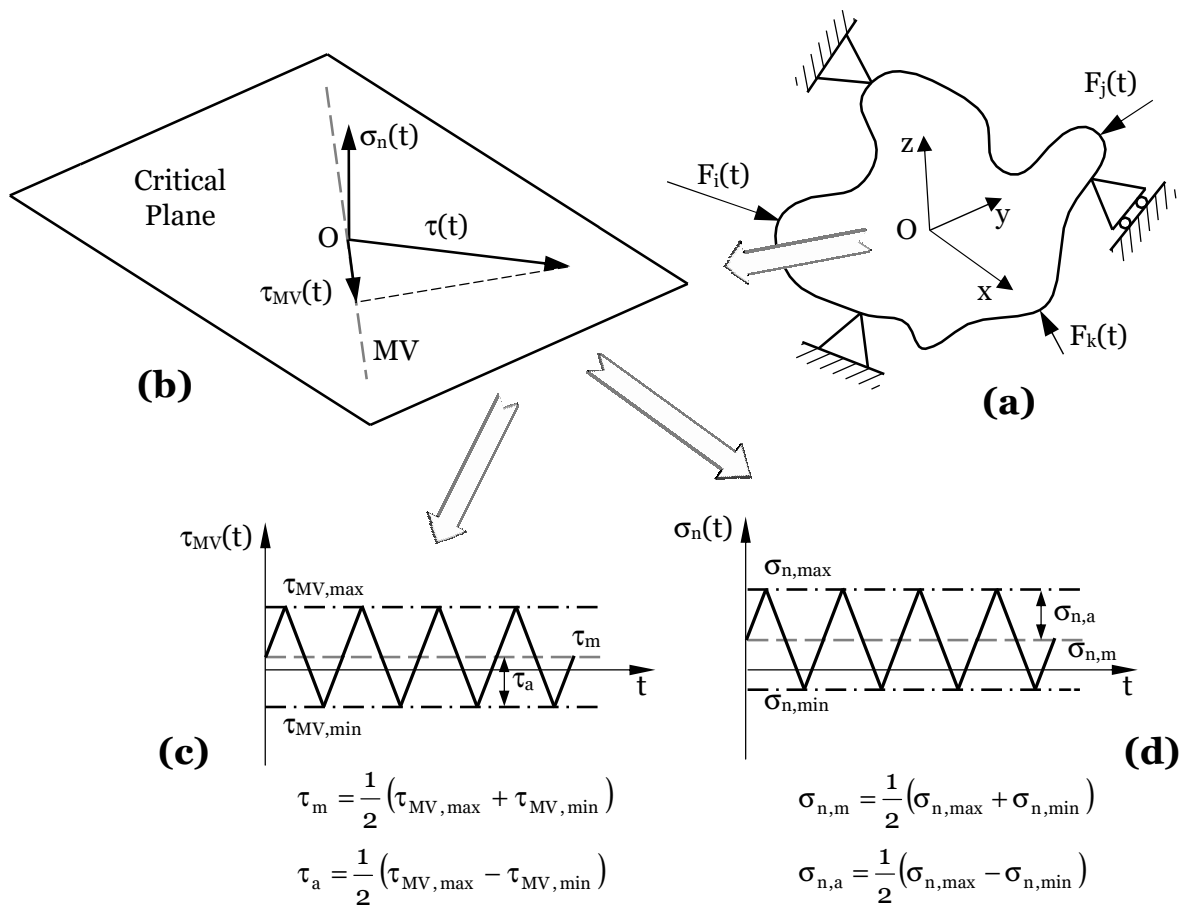 σn(t)
Critical
Plane
O
τ(t)
τMV(t)
MV
(b)
Fj(t)
Fi(t)
z
y
O
x
Fk(t)
(a)
τMV(t)
τMV,max
τm
τa
t
τMV,min
(c)
σn(t)
σn,max
σn,a
σn,m
t
σn,min
(d)
τm = 1/2 (τMV,max + τMV,min)
τa = 1/2 (τMV,max − τMV,min)
σn,m = 1/2 (σn,max + σn,min)
σn,a = 1/2 (σn,max − σn,min)